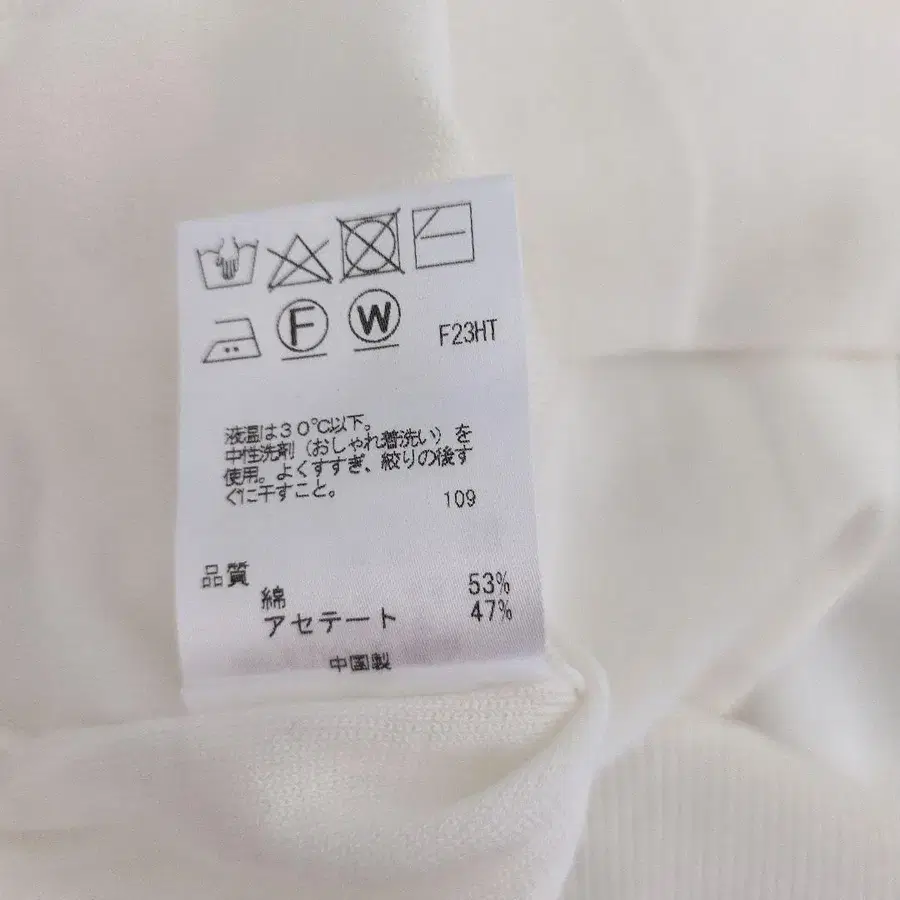 F W F23HT
液温は30℃以下。
中性洗剤（おしゃれ着洗い）を
使用。よくすすぎ、絞りの後す
ぐに干すこと。
109
品質
綿 53%
アセテート 47%
中国製